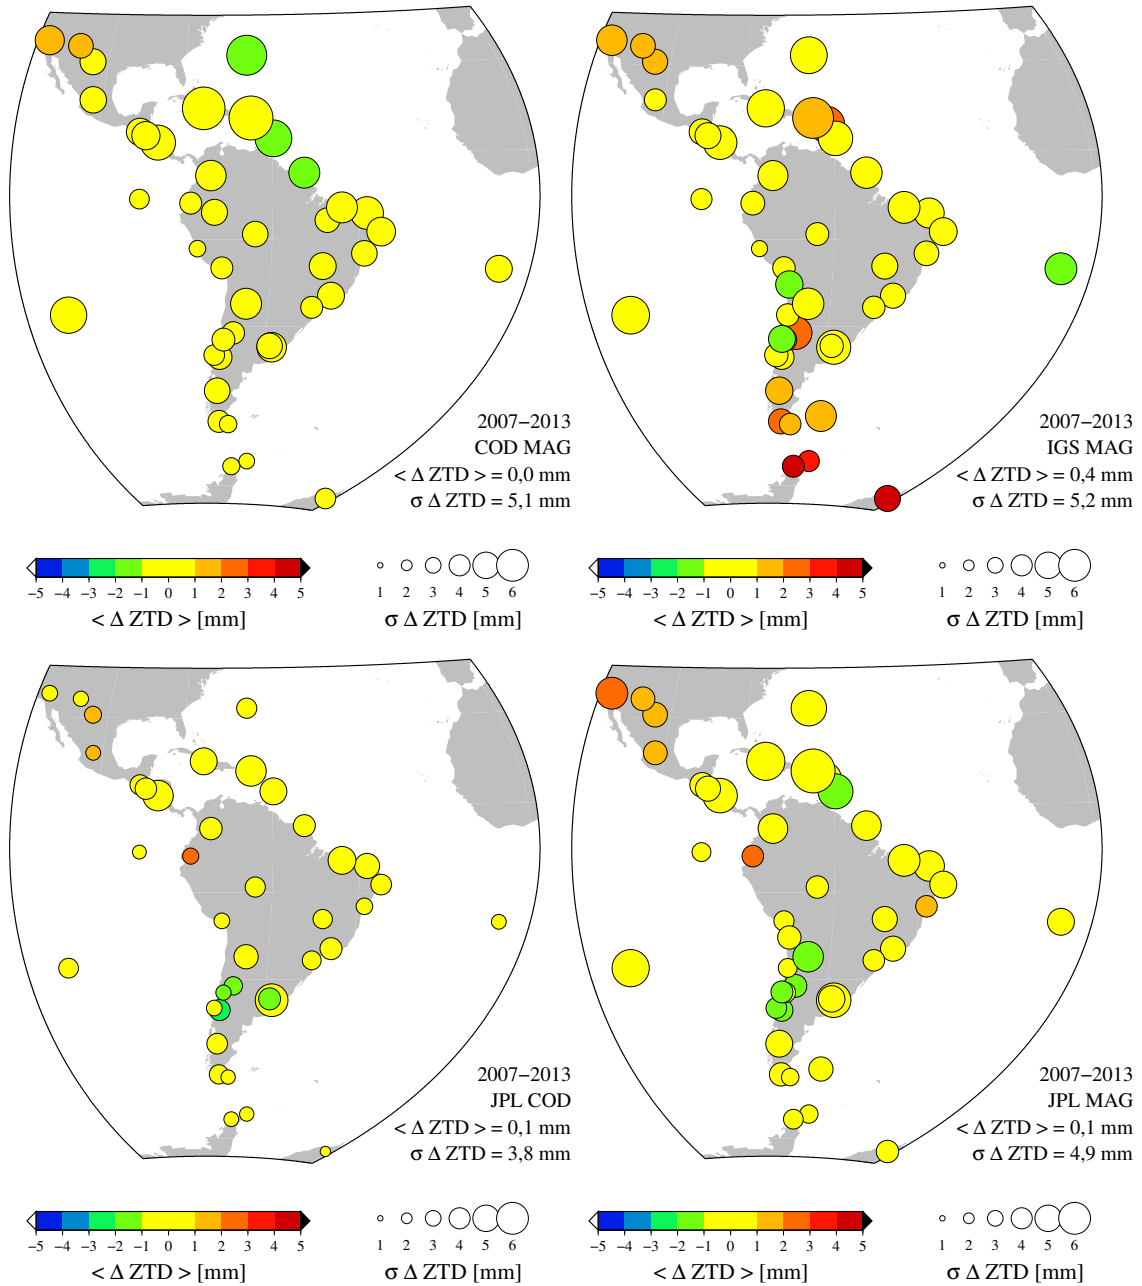 2007−2013
COD MAG
< Δ ZTD > = 0,0 mm
σ Δ ZTD = 5,1 mm
2007−2013
IGS MAG
< Δ ZTD > = 0,4 mm
σ Δ ZTD = 5,2 mm
−5 −4 −3 −2 −1 0 1 2 3 4 5
< Δ ZTD > [mm]
1 2 3 4 5 6
σ Δ ZTD [mm]
−5 −4 −3 −2 −1 0 1 2 3 4 5
< Δ ZTD > [mm]
1 2 3 4 5 6
σ Δ ZTD [mm]
2007−2013
JPL COD
< Δ ZTD > = 0,1 mm
σ Δ ZTD = 3,8 mm
2007−2013
JPL MAG
< Δ ZTD > = 0,1 mm
σ Δ ZTD = 4,9 mm
−5 −4 −3 −2 −1 0 1 2 3 4 5
< Δ ZTD > [mm]
1 2 3 4 5 6
σ Δ ZTD [mm]
−5 −4 −3 −2 −1 0 1 2 3 4 5
< Δ ZTD > [mm]
1 2 3 4 5 6
σ Δ ZTD [mm]